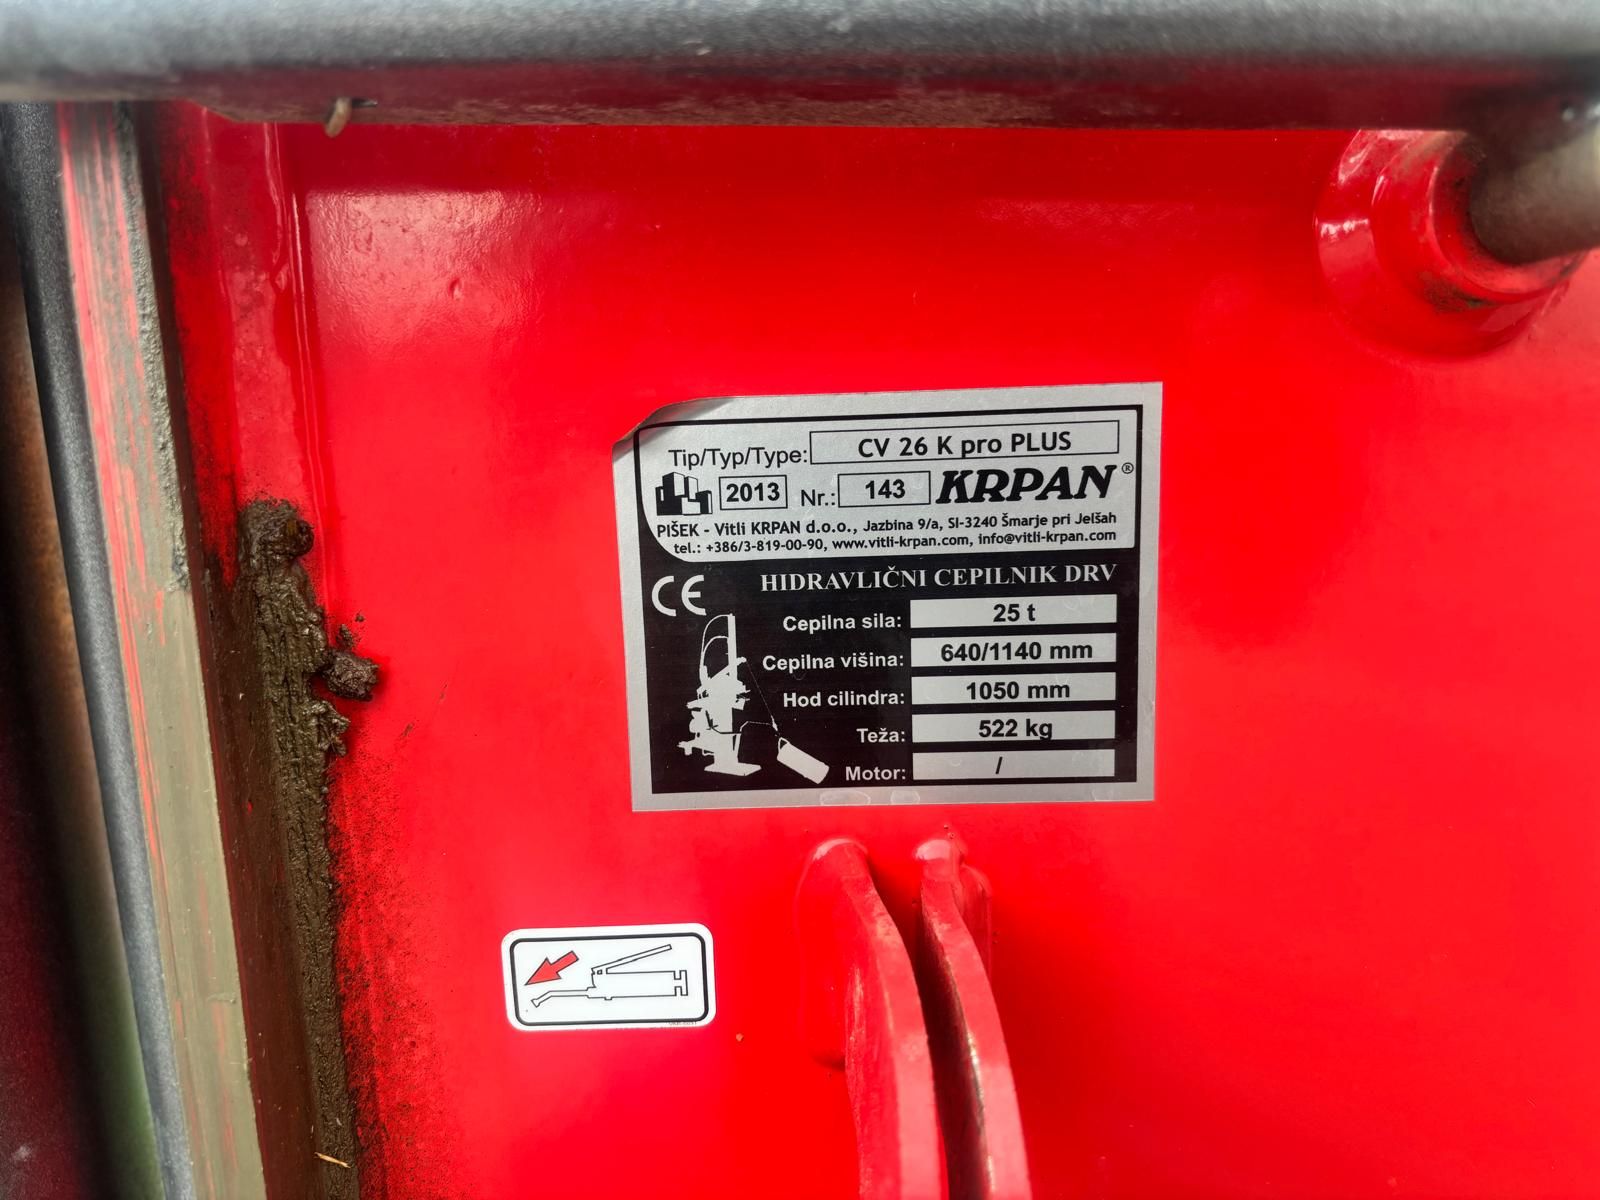 Tip/Typ/Type: CV 26 K pro PLUS
2013 Nr.: 143 KRPAN®
PIŠEK - Vitli KRPAN d.o.o., Jazbina 9/a, SI-3240 Šmarje pri Jelšah
tel.: +386/3-819-00-90, www.vitli-krpan.com, info@vitli-krpan.com
CE
HIDRAVLIČNI CEPILNIK DRV
Cepilna sila: 25 t
Cepilna višina: 640/1140 mm
Hod cilindra: 1050 mm
Teža: 522 kg
Motor: /